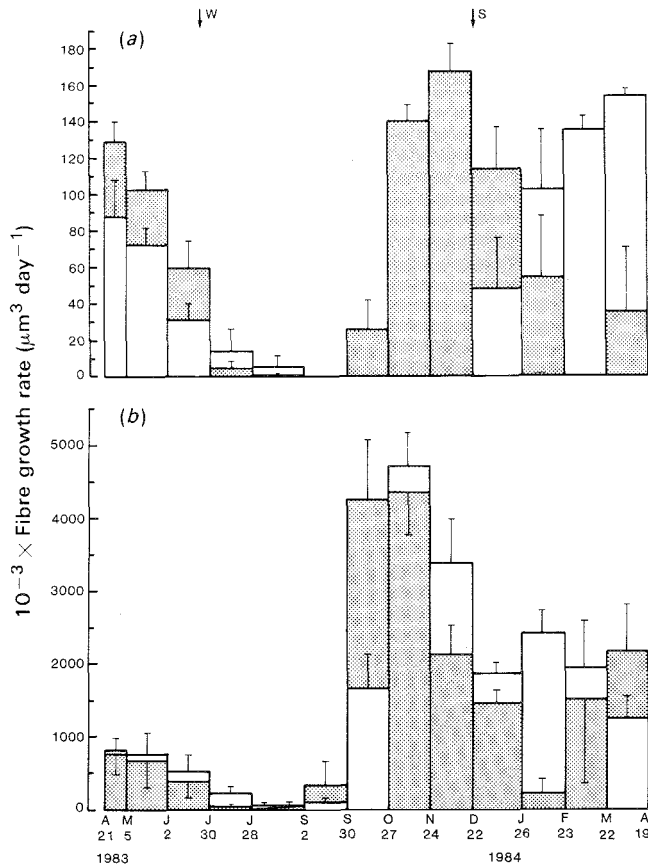 W S
(a)
180
160
140
120
100
80
60
40
20
0
10⁻³ × Fibre growth rate (μm³ day⁻¹)
(b)
5000
4000
3000
2000
1000
0
A M J J J S S O N D J F M A
21 5 2 30 28 2 30 27 24 22 26 23 22 19
1983 1984